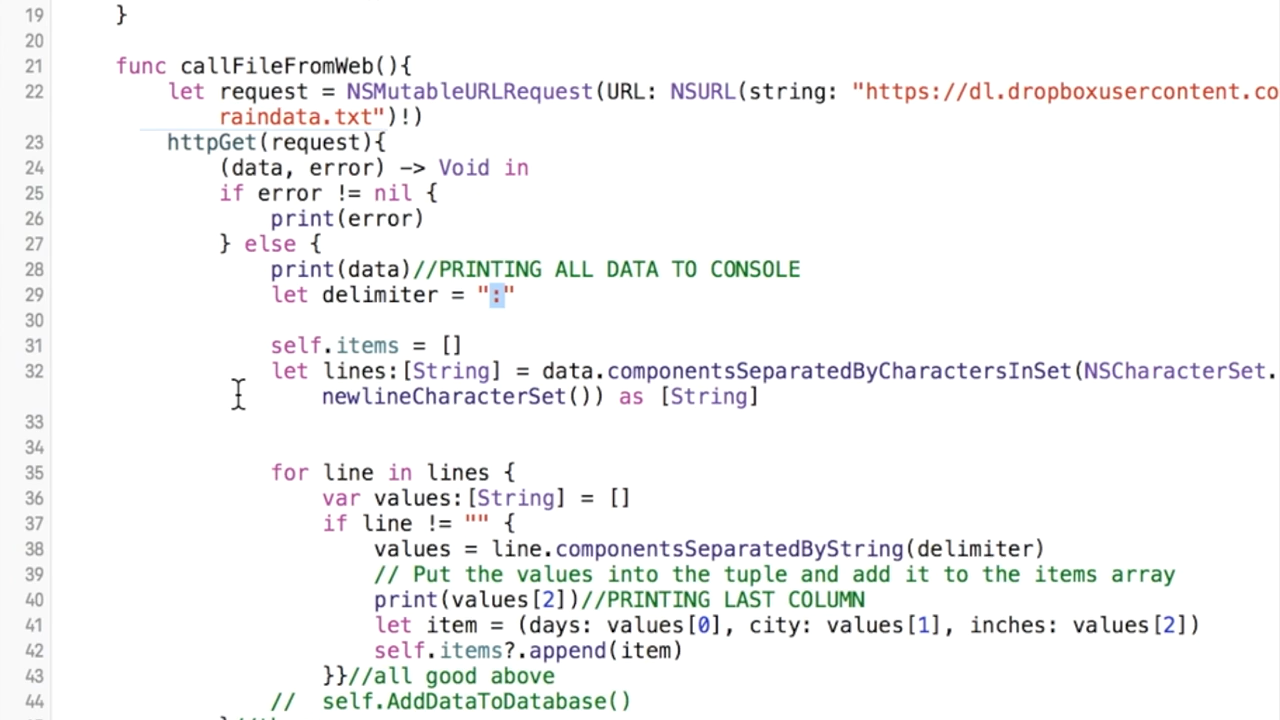 19 }
20
21 func callFileFromWeb(){
22 let request = NSMutableURLRequest(URL: NSURL(string: "https://dl.dropboxusercontent.co
raindata.txt")!)
23 httpGet(request){
24 (data, error) -> Void in
25 if error != nil {
26 print(error)
27 } else {
28 print(data)//PRINTING ALL DATA TO CONSOLE
29 let delimiter = ":"
30
31 self.items = []
32 let lines:[String] = data.componentsSeparatedByCharactersInSet(NSCharacterSet.
newlineCharacterSet()) as [String]
33
34
35 for line in lines {
36 var values:[String] = []
37 if line != "" {
38 values = line.componentsSeparatedByString(delimiter)
39 // Put the values into the tuple and add it to the items array
40 print(values[2])//PRINTING LAST COLUMN
41 let item = (days: values[0], city: values[1], inches: values[2])
42 self.items?.append(item)
43 }}//all good above
44 // self.AddDataToDatabase()